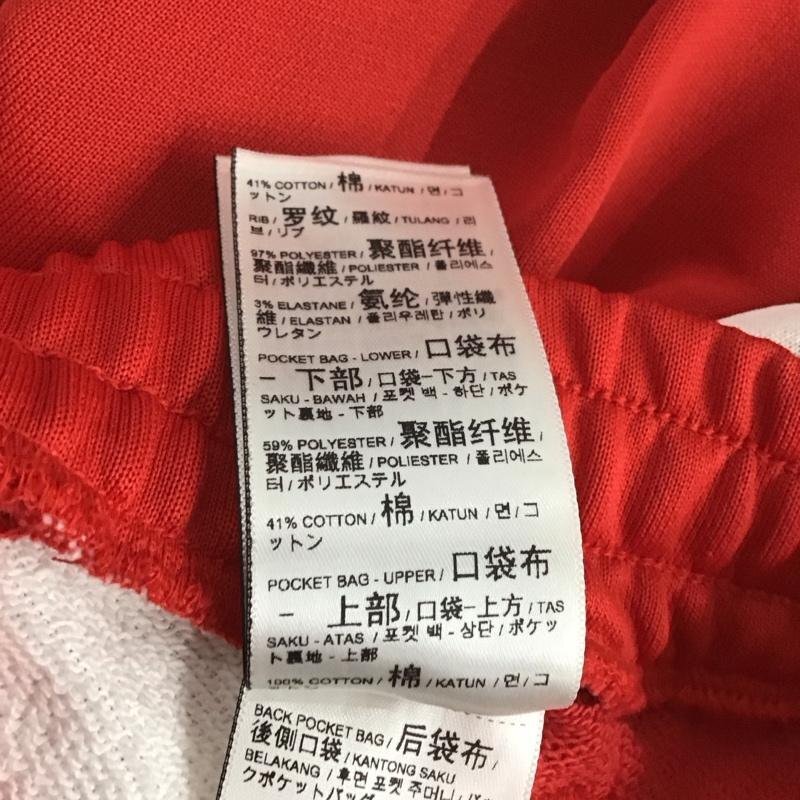 41% COTTON / 棉 / KATUN / 면 / コ
ットン
RIB / 罗纹 / 羅紋 / TULANG / 리
브 / リブ
97% POLYESTER / 聚酯纤维 /
聚酯纖維 / POLIESTER / 폴리에스
터 / ポリエステル
3% ELASTANE / 氨纶 / 彈性纖
維 / ELASTAN / 폴리우레탄 / ポリ
ウレタン
POCKET BAG - LOWER / 口袋布
– 下部 / 口袋–下方 / TAS
SAKU - BAWAH / 포켓 백 - 하단 / ポケ
ット裏地 - 下部
59% POLYESTER / 聚酯纤维 /
聚酯纖維 / POLIESTER / 폴리에스
터 / ポリエステル
41% COTTON / 棉 / KATUN / 면 / コ
ットン
POCKET BAG - UPPER / 口袋布
– 上部 / 口袋–上方 / TAS
SAKU - ATAS / 포켓 백 - 상단 / ポケッ
ト裏地 - 上部
100% COTTON / 棉 / KATUN / 면 / コ
BACK POCKET BAG / 后袋布 /
後側口袋 / KANTONG SAKU
BELAKANG / 후면 포켓 주머니 / バ
クポケットバッグ